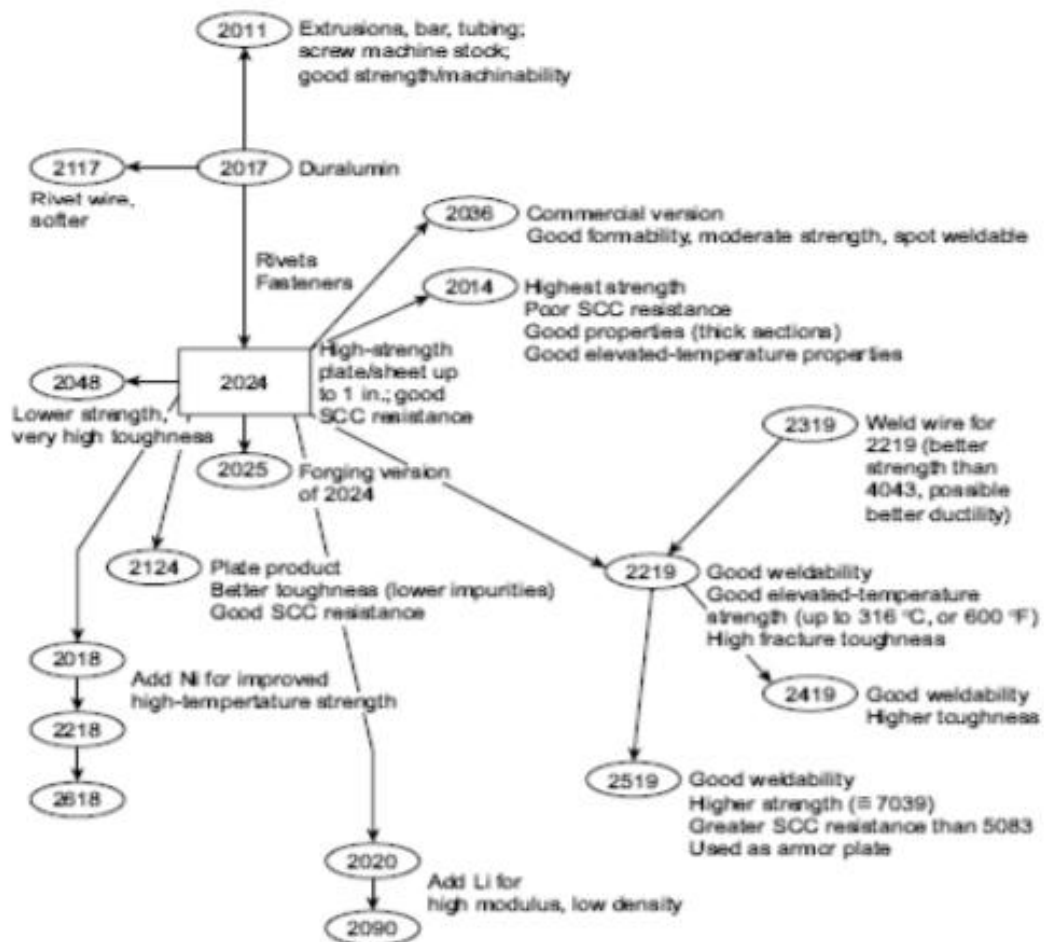 2011
Extrusions, bar, tubing;
screw machine stock;
good strength/machinability
2117
2017
Duralumin
Rivet wire,
softer
2036
Commercial version
Good formability, moderate strength, spot weldable
Rivets
Fasteners
2014
Highest strength
Poor SCC resistance
Good properties (thick sections)
Good elevated-temperature properties
2024
High-strength
plate/sheet up
to 1 in.; good
SCC resistance
2048
Lower strength,
very high toughness
2025
Forging version
of 2024
2319
Weld wire for
2219 (better
strength than
4043, possible
better ductility)
2124
Plate product
Better toughness (lower impurities)
Good SCC resistance
2219
Good weldability
Good elevated-temperature
strength (up to 316 °C, or 600 °F)
High fracture toughness
2018
Add Ni for improved
high-tempertature strength
2218
2618
2419
Good weldability
Higher toughness
2519
Good weldability
Higher strength (≅ 7039)
Greater SCC resistance than 5083
Used as armor plate
2020
Add Li for
high modulus, low density
2090